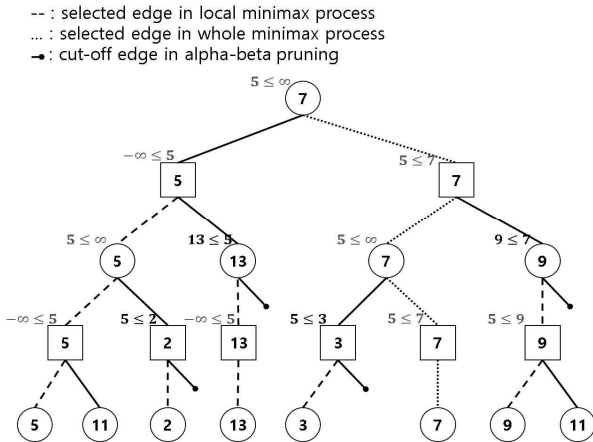 -- : selected edge in local minimax process
... : selected edge in whole minimax process
: cut-off edge in alpha-beta pruning
5 ≤ ∞
7
−∞ ≤ 5
5 ≤ 7
5
7
5 ≤ ∞
13 ≤ 5
5 ≤ ∞
9 ≤ 7
5
13
7
9
−∞ ≤ 5
5 ≤ 2
−∞ ≤ 5
5 ≤ 3
5 ≤ 7
5 ≤ 9
5
2
13
3
7
9
5
11
2
13
3
7
9
11